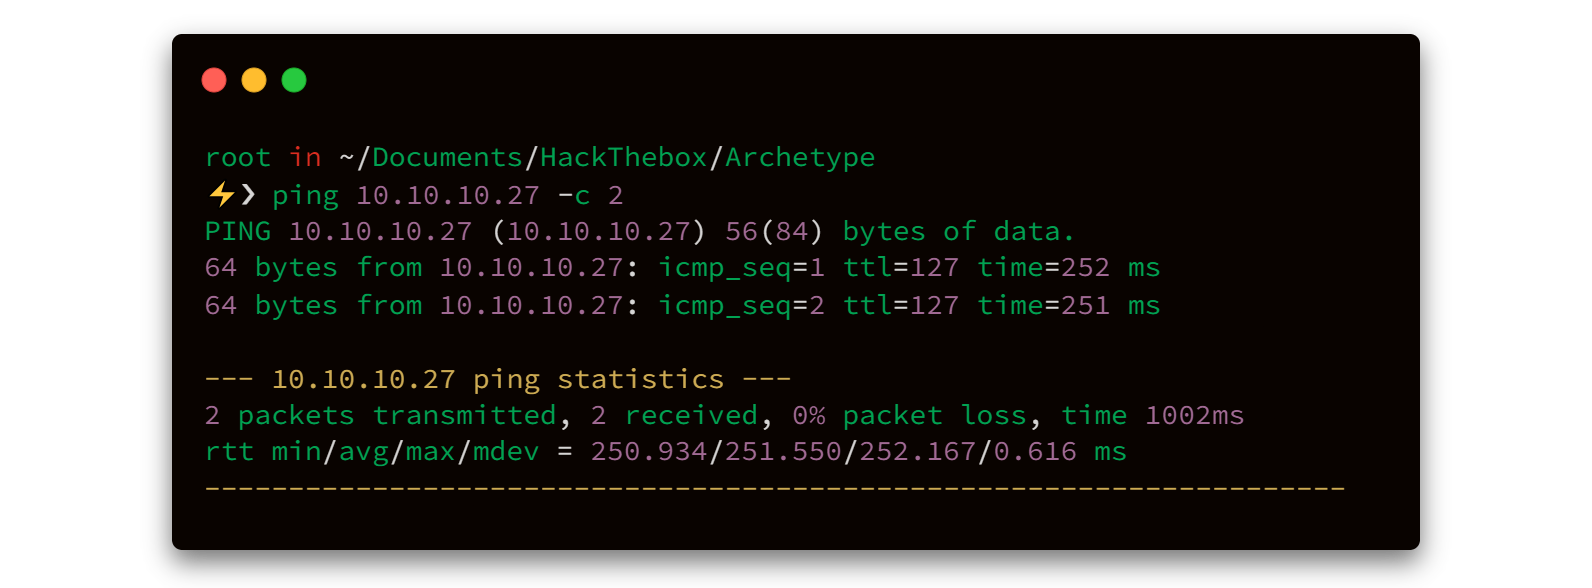 root in ~/Documents/HackThebox/Archetype
⚡❯ ping 10.10.10.27 -c 2
PING 10.10.10.27 (10.10.10.27) 56(84) bytes of data.
64 bytes from 10.10.10.27: icmp_seq=1 ttl=127 time=252 ms
64 bytes from 10.10.10.27: icmp_seq=2 ttl=127 time=251 ms
--- 10.10.10.27 ping statistics ---
2 packets transmitted, 2 received, 0% packet loss, time 1002ms
rtt min/avg/max/mdev = 250.934/251.550/252.167/0.616 ms
--------------------------------------------------------------------